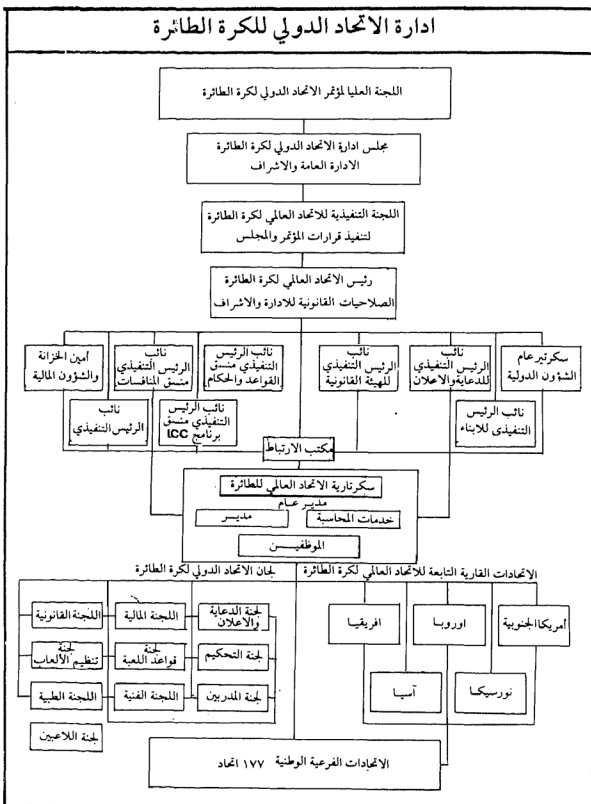 ادارة الاتحاد الدولي للكرة الطائرة
اللجنة العليا لمؤتمر الاتحاد الدولي لكرة الطائرة
مجلس ادارة الاتحاد الدولي لكرة الطائرة
الادارة العامة والاشراف
اللجنة التنفيذية للاتحاد العالمي لكرة الطائرة
لتنفيذ قرارات المؤتمر والمجلس
رئيس الاتحاد العالمي لكرة الطائرة
الصلاحيات القانونية للادارة والاشراف
سكرتير عام
الشؤون الدولية
نائب
الرئيس التنفيذي
للدعاية والاعلان
نائب
الرئيس التنفيذي
للهيئة القانونية
نائب الرئيس
التنفيذي منسق
القواعد والحكام
نائب
الرئيس التنفيذي
منسق المنافسات
أمين الخزانة
والشؤون المالية
نائب الرئيس
التنفيذى للابناء
نائب الرئيس
التنفيذي منسق
برنامج ICC
نائب
الرئيس التنفيذي
مكتب الارتباط
سكرتارية الاتحاد العالمي للطائرة
مدير عام
خدمات المحاسبة
مديـر
الموظفيـن
الاتحادات القارية التابعة للاتحاد العالمي لكرة الطائرة
لجان الاتحاد الدولي لكرة الطائرة
أمريكا الجنوبية
اوروبـا
افريقيـا
نورسيكـا
آسيـا
لجنة الدعاية
والاعلان
اللجنة المالية
اللجنة القانونية
لجنة التحكيم
لجنة
قواعد اللعبة
لجنة
تنظيم الألعاب
لجنة المدربين
اللجنة الفنية
اللجنة الطبية
لجنة اللاعبين
الاتحادات الفرعية الوطنية ١٧٧ اتحاد